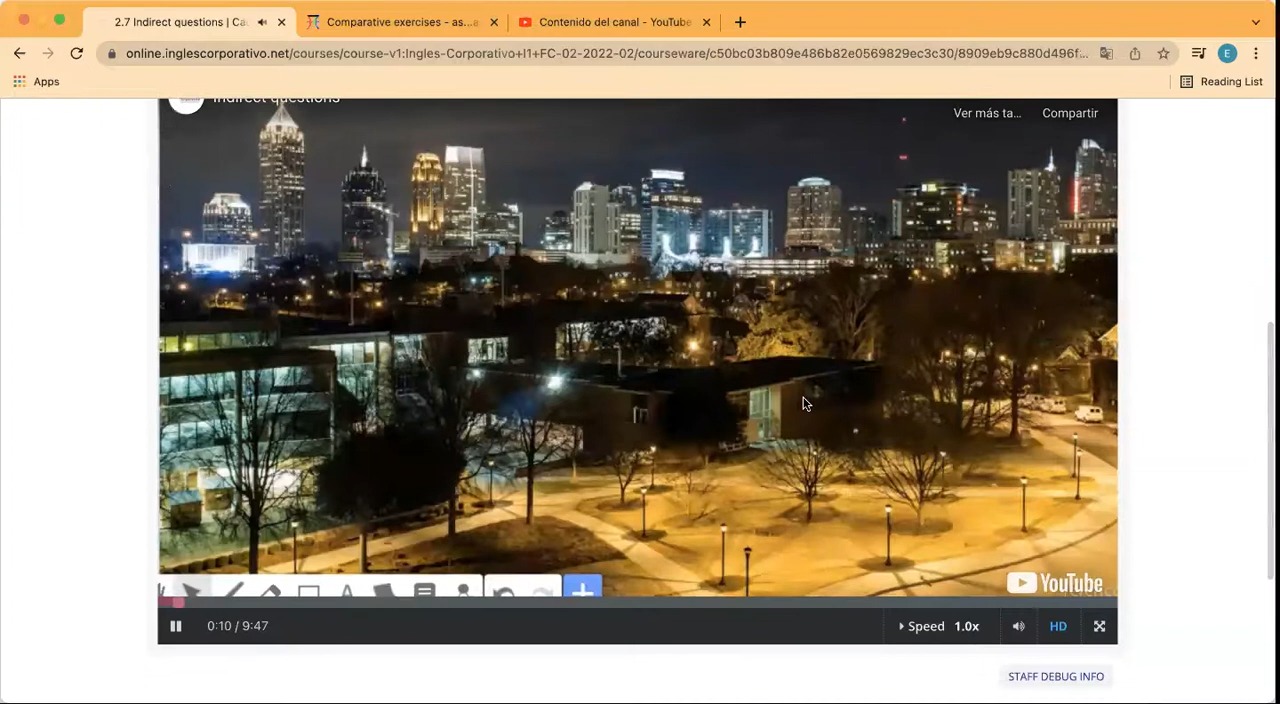 2.7 Indirect questions | Ca
Comparative exercises - as...e
Contenido del canal - YouTube
online.inglescorporativo.net/courses/course-v1:Ingles-Corporativo+I1+FC-02-2022-02/courseware/c50bc03b809e486b82e0569829ec3c30/8909eb9c880d496f...
E
Apps
Reading List
Indirect questions
Ver más ta...
Compartir
A
YouTube
0:10 / 9:47
Speed 1.0x
HD
STAFF DEBUG INFO